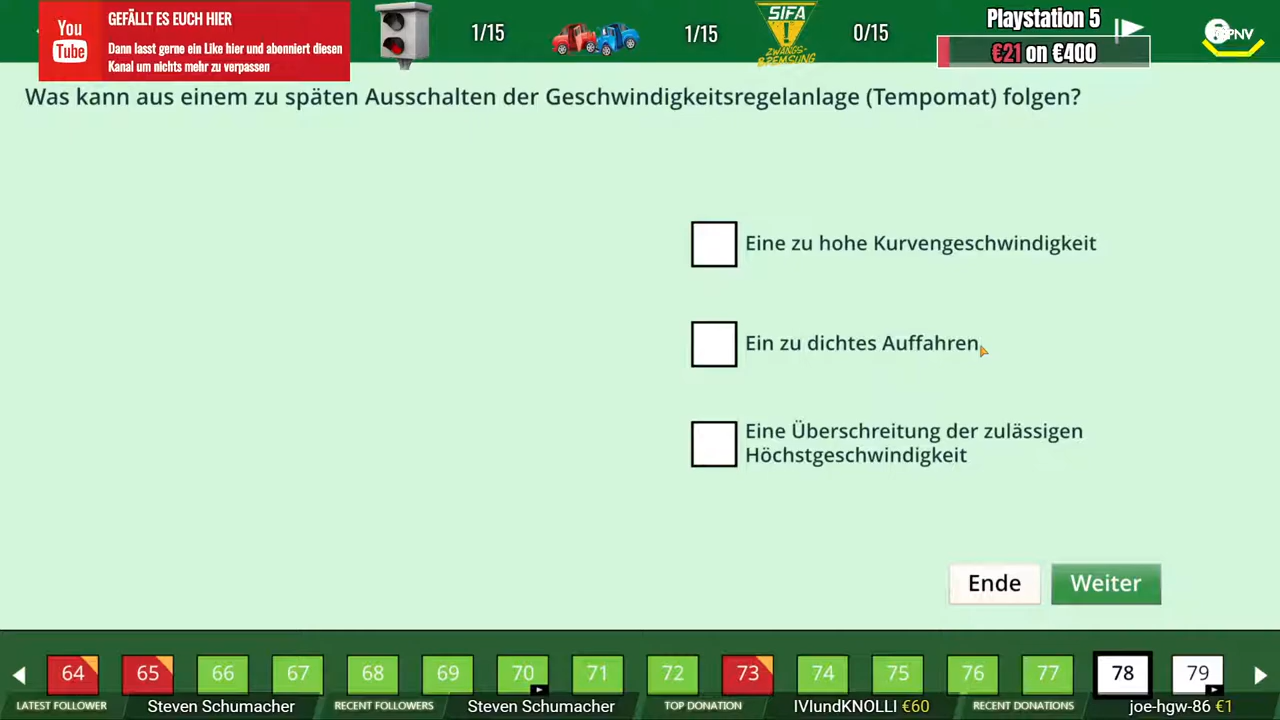 You
Tube
GEFÄLLT ES EUCH HIER
Dann lasst gerne ein Like hier und abonniert diesen
Kanal um nichts mehr zu verpassen
1/15
1/15
SIFA
ZWANGS-
BREMSUNG
0/15
Playstation 5
€21 on €400
Was kann aus einem zu späten Ausschalten der Geschwindigkeitsregelanlage (Tempomat) folgen?
Eine zu hohe Kurvengeschwindigkeit
Ein zu dichtes Auffahren
Eine Überschreitung der zulässigen
Höchstgeschwindigkeit
Ende
Weiter
64 65 66 67 68 69 70 71 72 73 74 75 76 77 78 79
LATEST FOLLOWER Steven Schumacher RECENT FOLLOWERS Steven Schumacher TOP DONATION IVIundKNOLLI €60 RECENT DONATIONS joe-hgw-86 €1